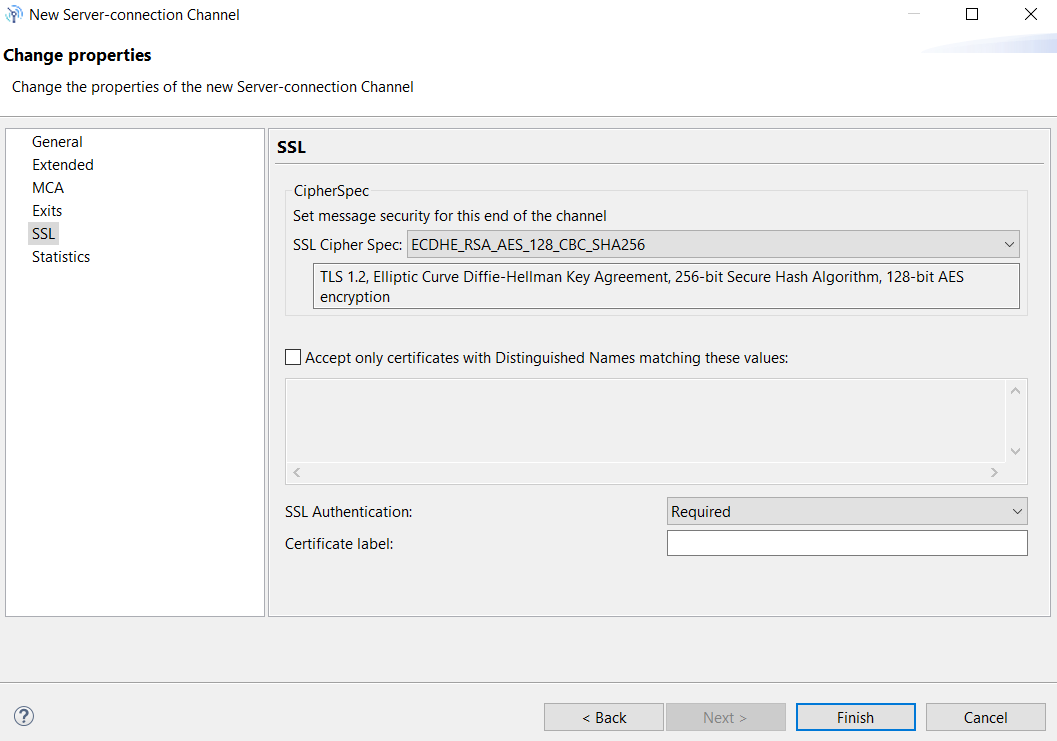 New Server-connection Channel
Change properties
Change the properties of the new Server-connection Channel
General
Extended
MCA
Exits
SSL
Statistics
SSL
CipherSpec
Set message security for this end of the channel
SSL Cipher Spec: ECDHE_RSA_AES_128_CBC_SHA256
TLS 1.2, Elliptic Curve Diffie-Hellman Key Agreement, 256-bit Secure Hash Algorithm, 128-bit AES
encryption
Accept only certificates with Distinguished Names matching these values:
SSL Authentication: Required
Certificate label:
? < Back Next > Finish Cancel